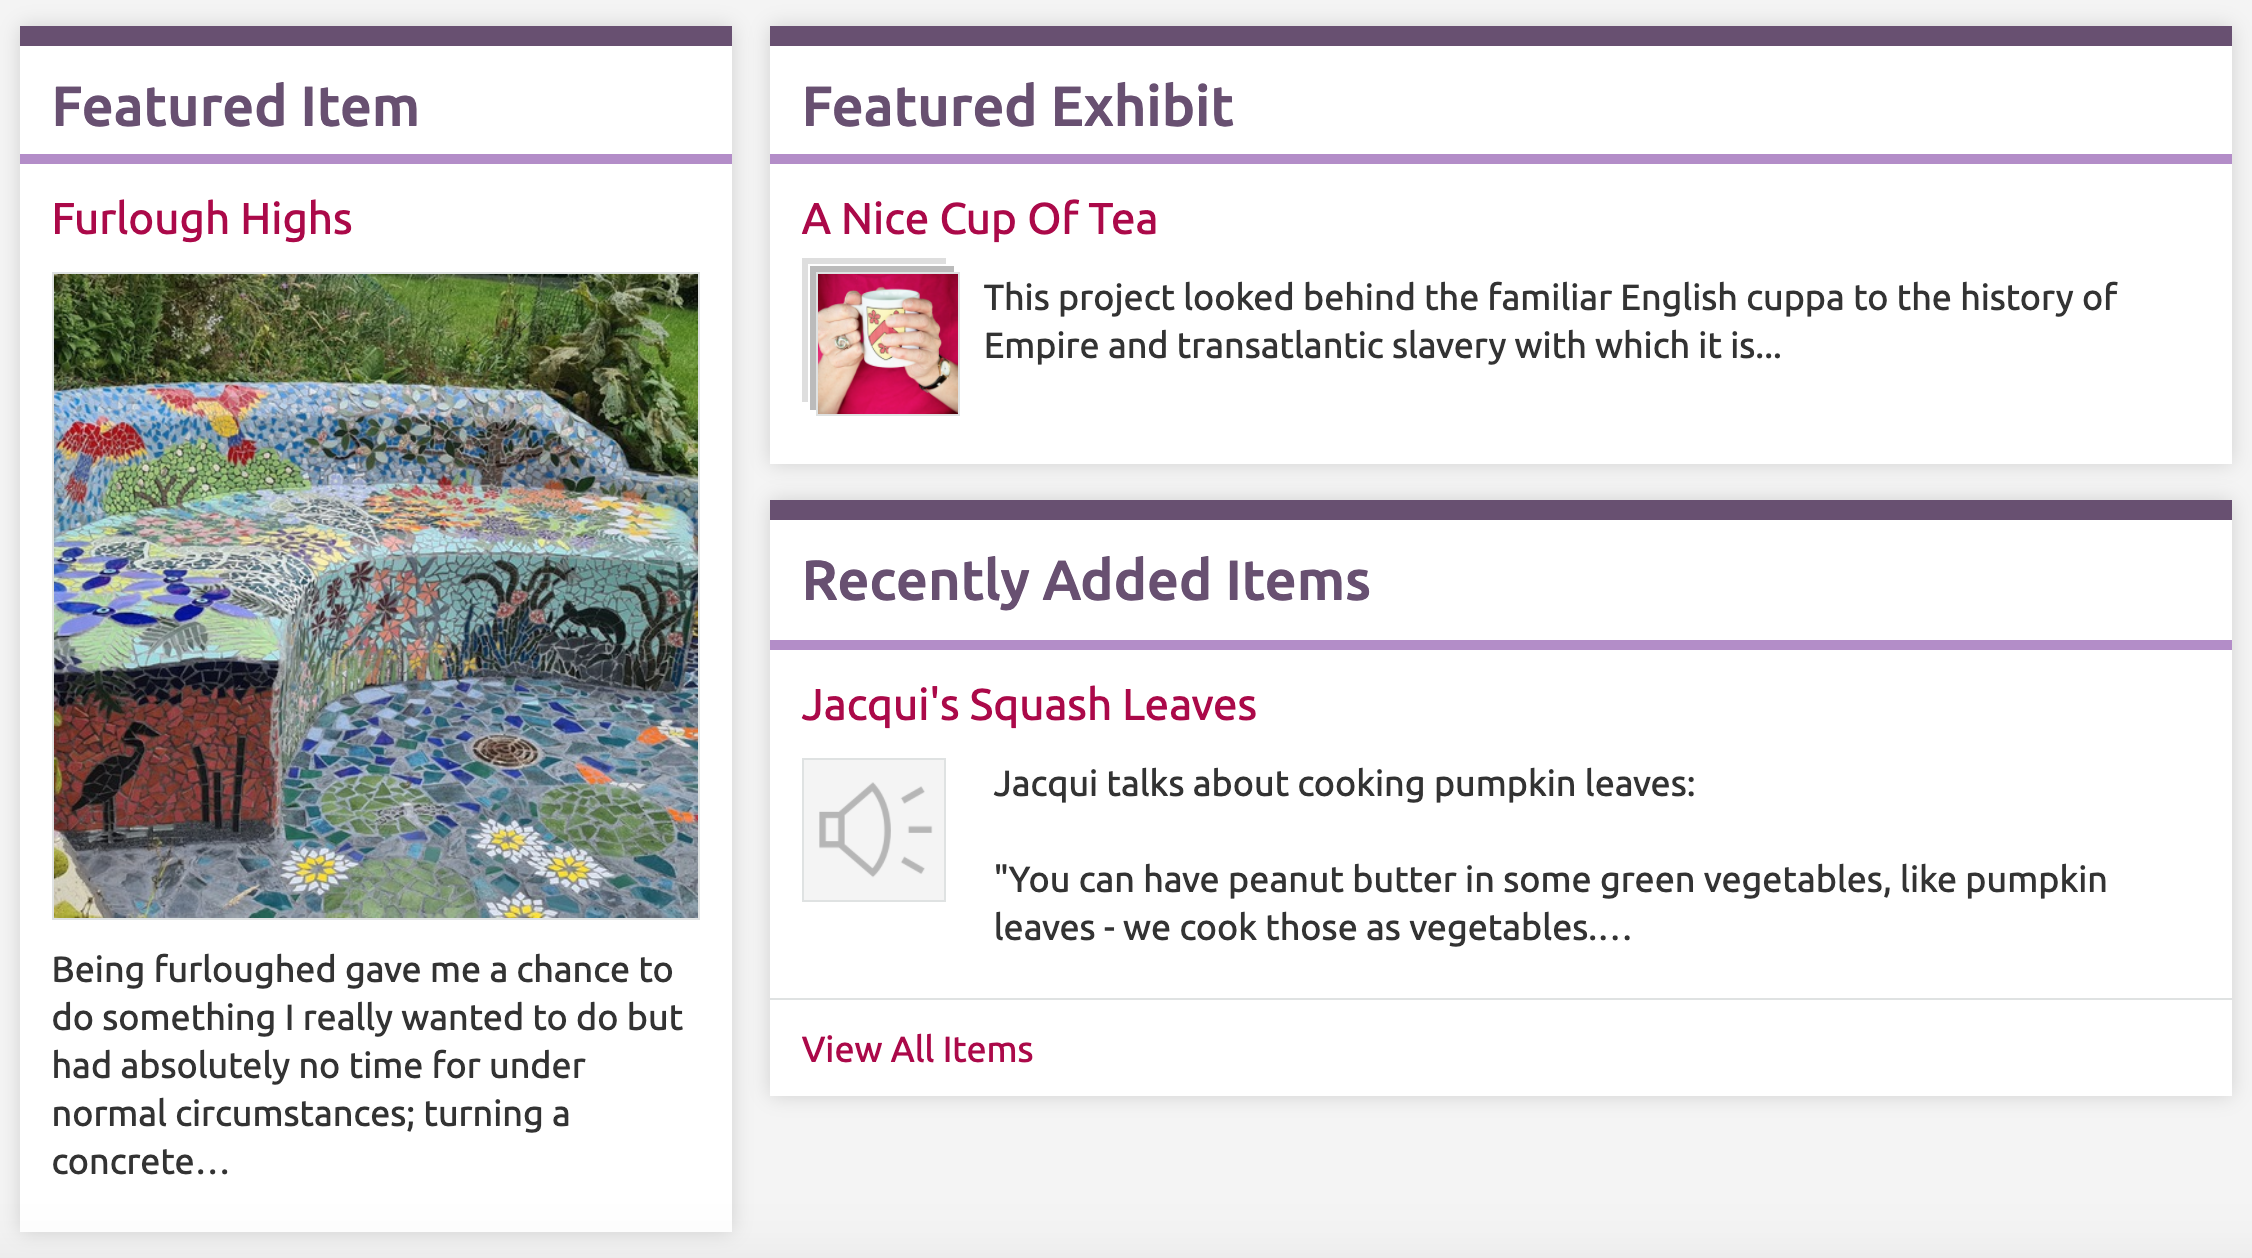 Featured Item
Furlough Highs
Being furloughed gave me a chance to
do something I really wanted to do but
had absolutely no time for under
normal circumstances; turning a
concrete…
Featured Exhibit
A Nice Cup Of Tea
This project looked behind the familiar English cuppa to the history of
Empire and transatlantic slavery with which it is...
Recently Added Items
Jacqui's Squash Leaves
Jacqui talks about cooking pumpkin leaves:
"You can have peanut butter in some green vegetables, like pumpkin
leaves - we cook those as vegetables.…
View All Items